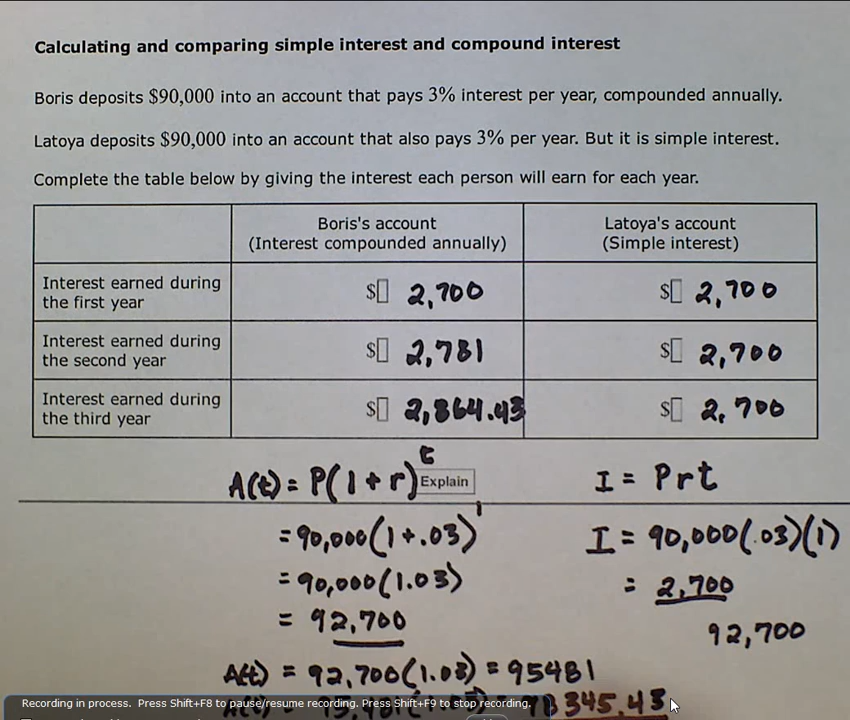 Calculating and comparing simple interest and compound interest
Boris deposits $90,000 into an account that pays 3% interest per year, compounded annually.
Latoya deposits $90,000 into an account that also pays 3% per year. But it is simple interest.
Complete the table below by giving the interest each person will earn for each year.
Boris's account
(Interest compounded annually)
Latoya's account
(Simple interest)
Interest earned during
the first year
$ 2,700
$ 2,700
Interest earned during
the second year
$ 2,781
$ 2,700
Interest earned during
the third year
$ 2,864.43
$ 2,700
A(t) = P(1 + r)^t
Explain
I = Prt
= 90,000(1 + .03)^1
I = 90,000(.03)(1)
= 90,000(1.03)
= 2,700
= 92,700
92,700
A(t) = 92,700(1.03) = 95481
345.43
Recording in process. Press Shift+F8 to pause/resume recording. Press Shift+F9 to stop recording.